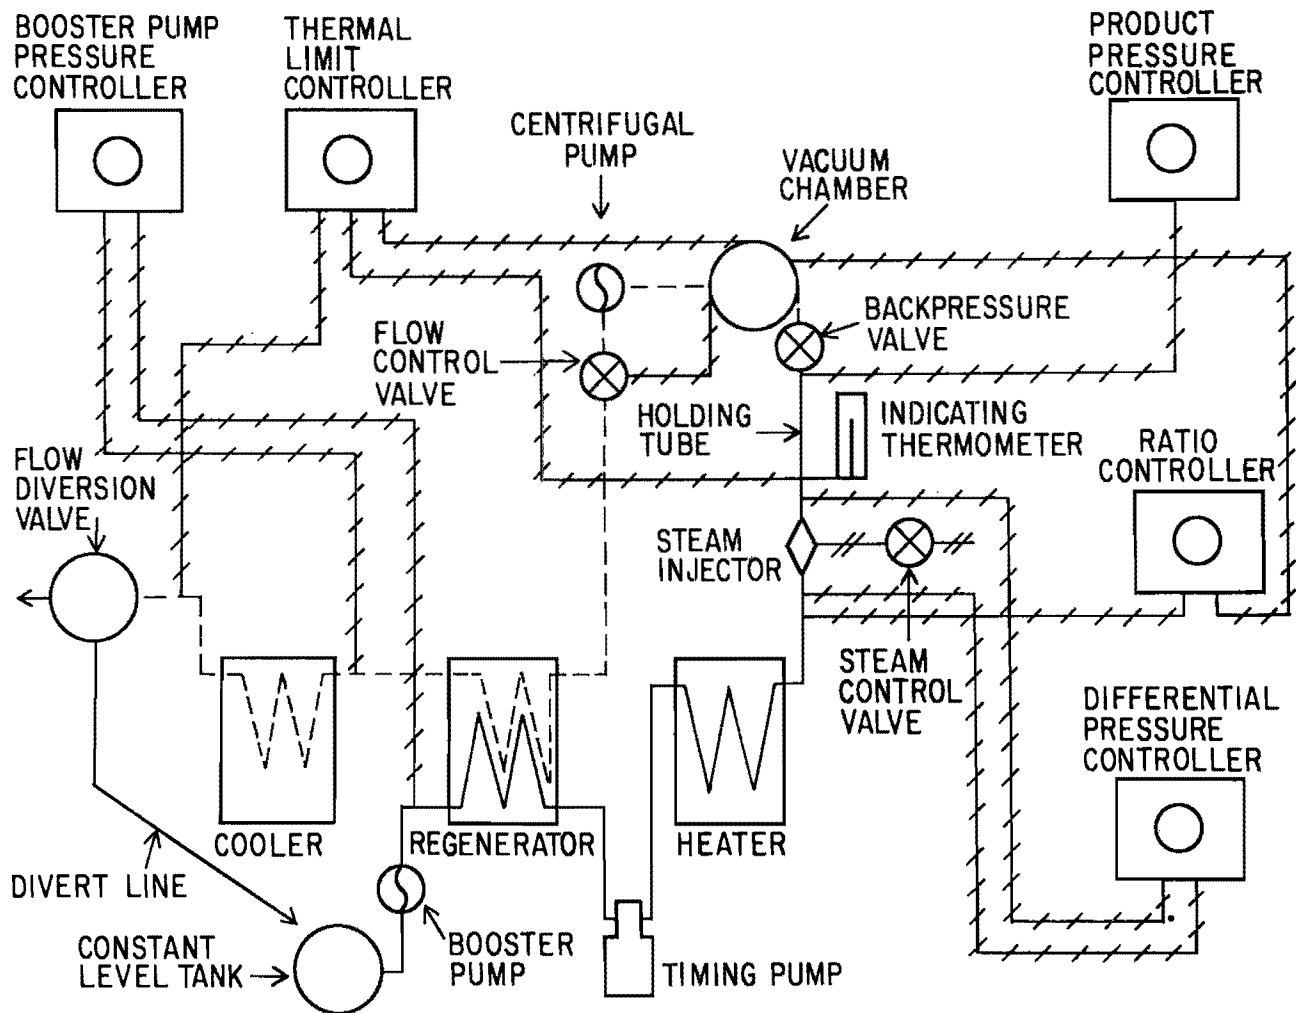 BOOSTER PUMP
PRESSURE
CONTROLLER
THERMAL
LIMIT
CONTROLLER
PRODUCT
PRESSURE
CONTROLLER
CENTRIFUGAL
PUMP
VACUUM
CHAMBER
BACKPRESSURE
VALVE
FLOW
CONTROL
VALVE
HOLDING
TUBE
INDICATING
THERMOMETER
RATIO
CONTROLLER
FLOW
DIVERSION
VALVE
STEAM
INJECTOR
STEAM
CONTROL
VALVE
DIFFERENTIAL
PRESSURE
CONTROLLER
COOLER
REGENERATOR
HEATER
DIVERT LINE
CONSTANT
LEVEL TANK
BOOSTER
PUMP
TIMING PUMP